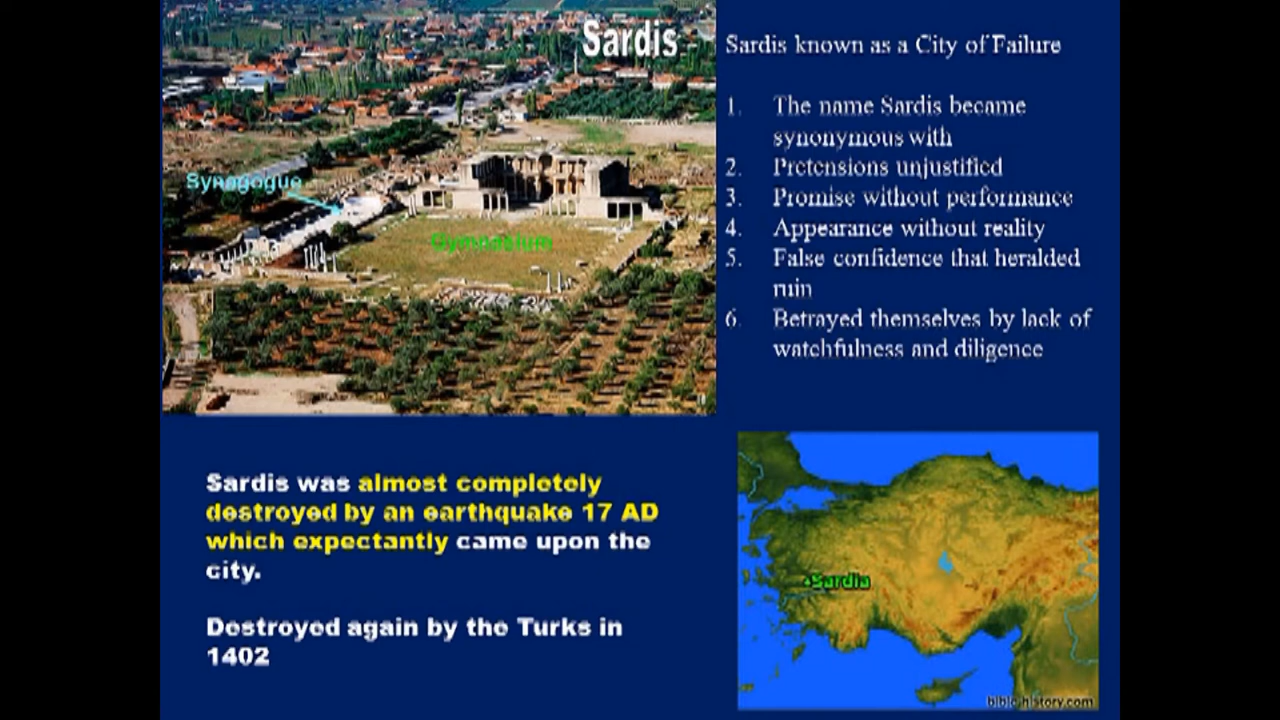 Sardis
Synagogue
Gymnasium
Sardis known as a City of Failure
1. The name Sardis became
synonymous with
2. Pretensions unjustified
3. Promise without performance
4. Appearance without reality
5. False confidence that heralded
ruin
6. Betrayed themselves by lack of
watchfulness and diligence
Sardis was almost completely
destroyed by an earthquake 17 AD
which expectantly came upon the
city.
Destroyed again by the Turks in
1402
Sardis
bible-history.com